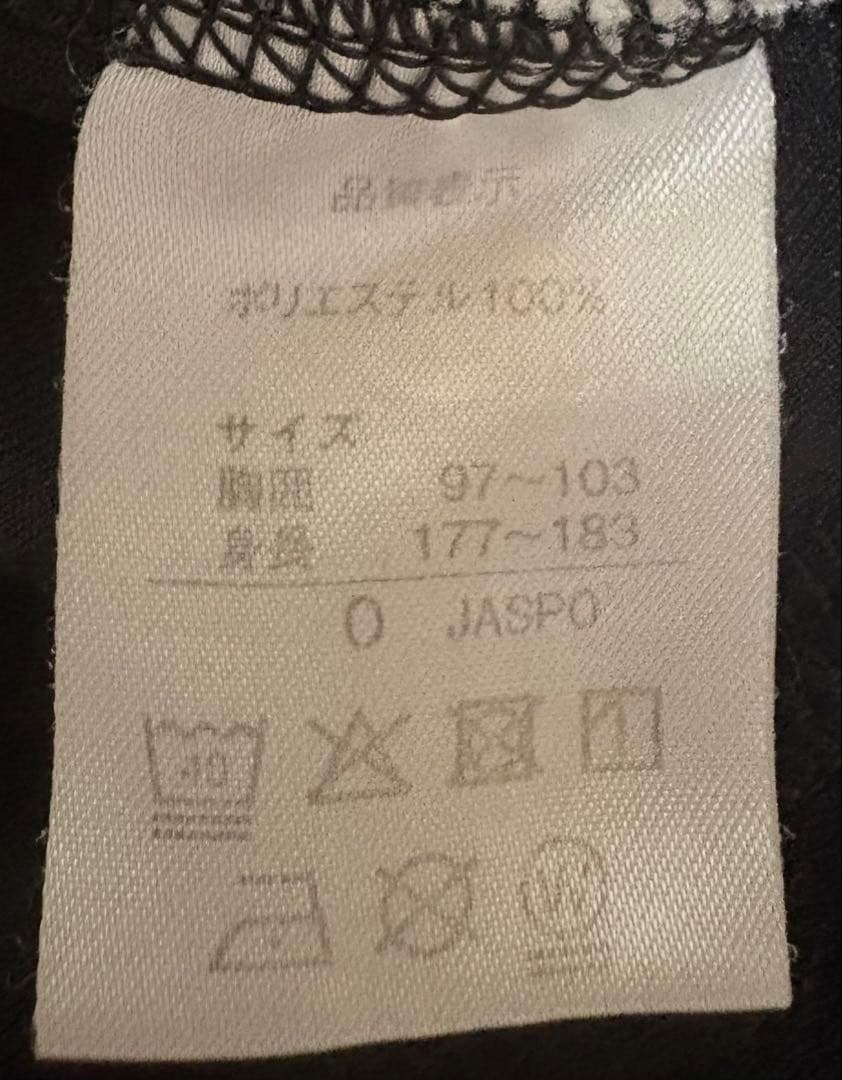 品質表示
ポリエステル100%
サイズ
胸囲 97~103
身長 177~183
O JASPO
40
W